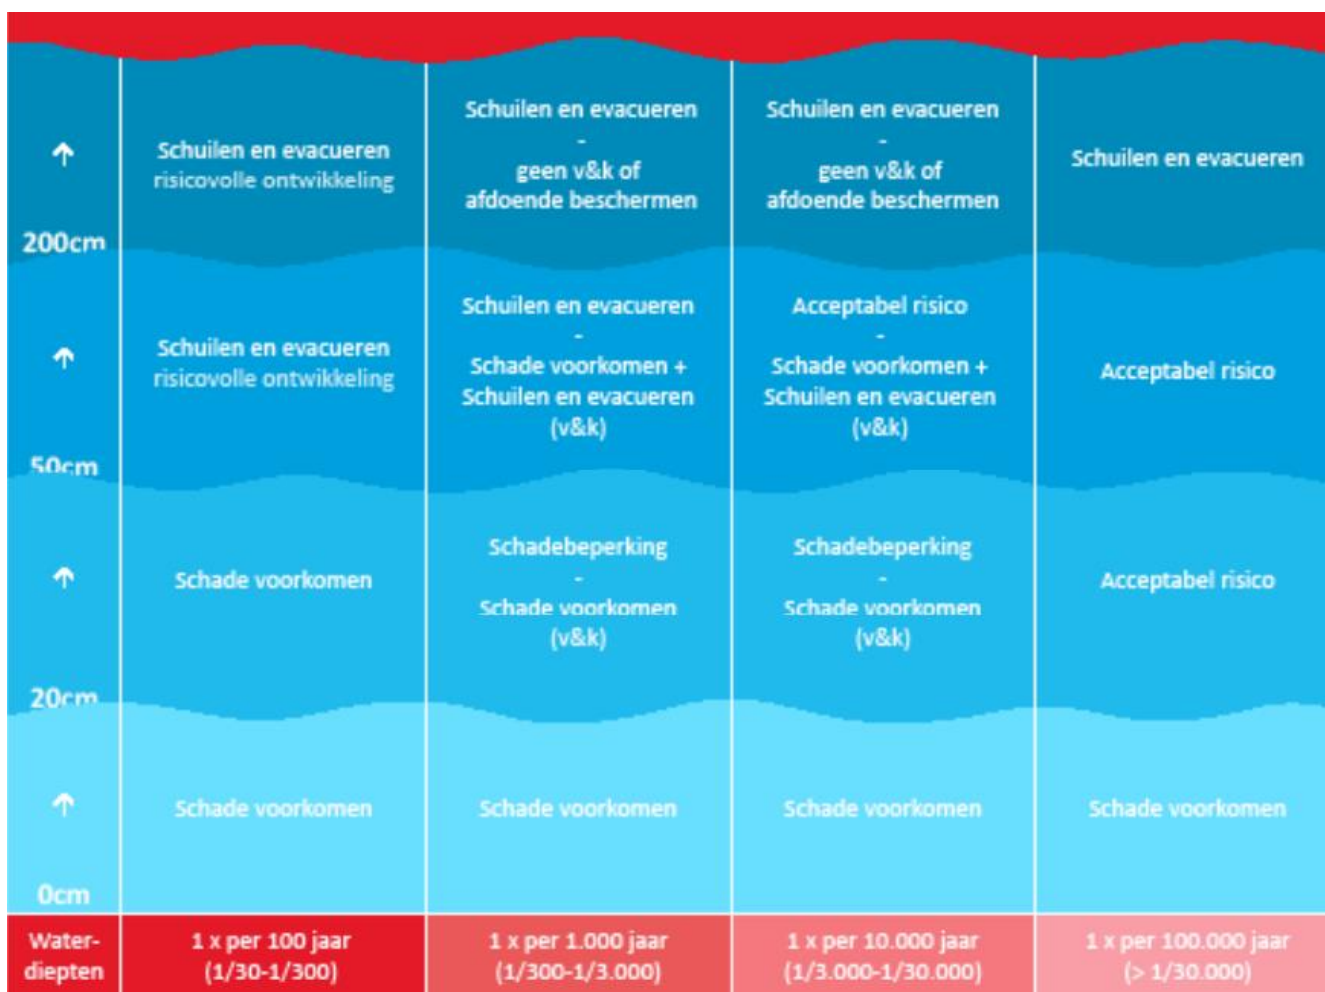 ↑
Schuilen en evacueren
risicovolle ontwikkeling
Schuilen en evacueren
-
geen v&k of
afdoende beschermen
Schuilen en evacueren
-
geen v&k of
afdoende beschermen
Schuilen en evacueren
200cm
↑
Schuilen en evacueren
risicovolle ontwikkeling
Schuilen en evacueren
-
Schade voorkomen +
Schuilen en evacueren
(v&k)
Acceptabel risico
-
Schade voorkomen +
Schuilen en evacueren
(v&k)
Acceptabel risico
50cm
↑
Schade voorkomen
Schadebeperking
-
Schade voorkomen
(v&k)
Schadebeperking
-
Schade voorkomen
(v&k)
Acceptabel risico
20cm
↑
Schade voorkomen
Schade voorkomen
Schade voorkomen
Schade voorkomen
0cm
Water-
diepten
1 x per 100 jaar
(1/30-1/300)
1 x per 1.000 jaar
(1/300-1/3.000)
1 x per 10.000 jaar
(1/3.000-1/30.000)
1 x per 100.000 jaar
(> 1/30.000)